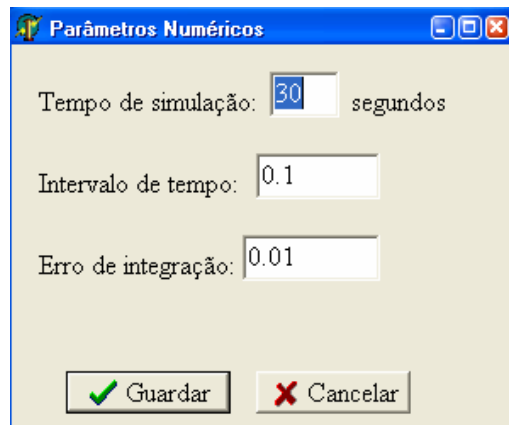 Parâmetros Numéricos
Tempo de simulação: 30 segundos
Intervalo de tempo: 0.1
Erro de integração: 0.01
Guardar Cancelar